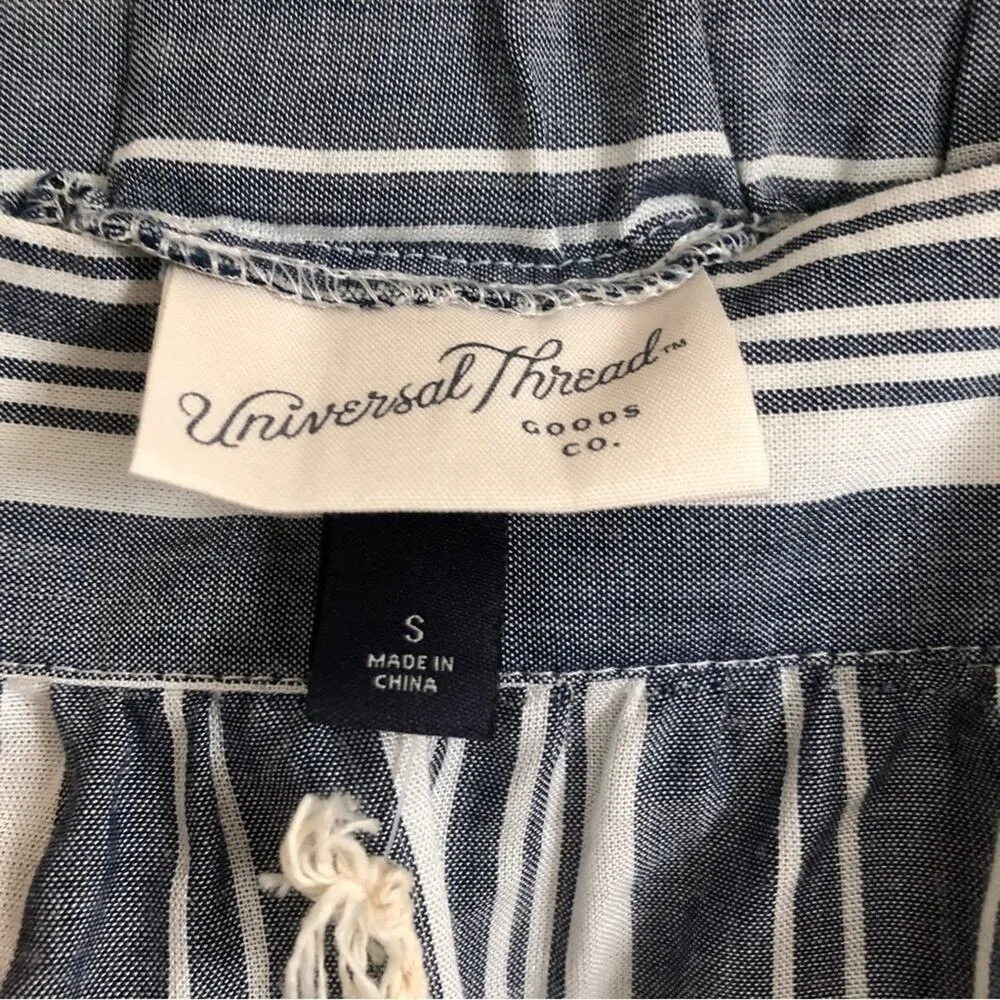 Universal Thread™
GOODS
CO.
S
MADE IN
CHINA